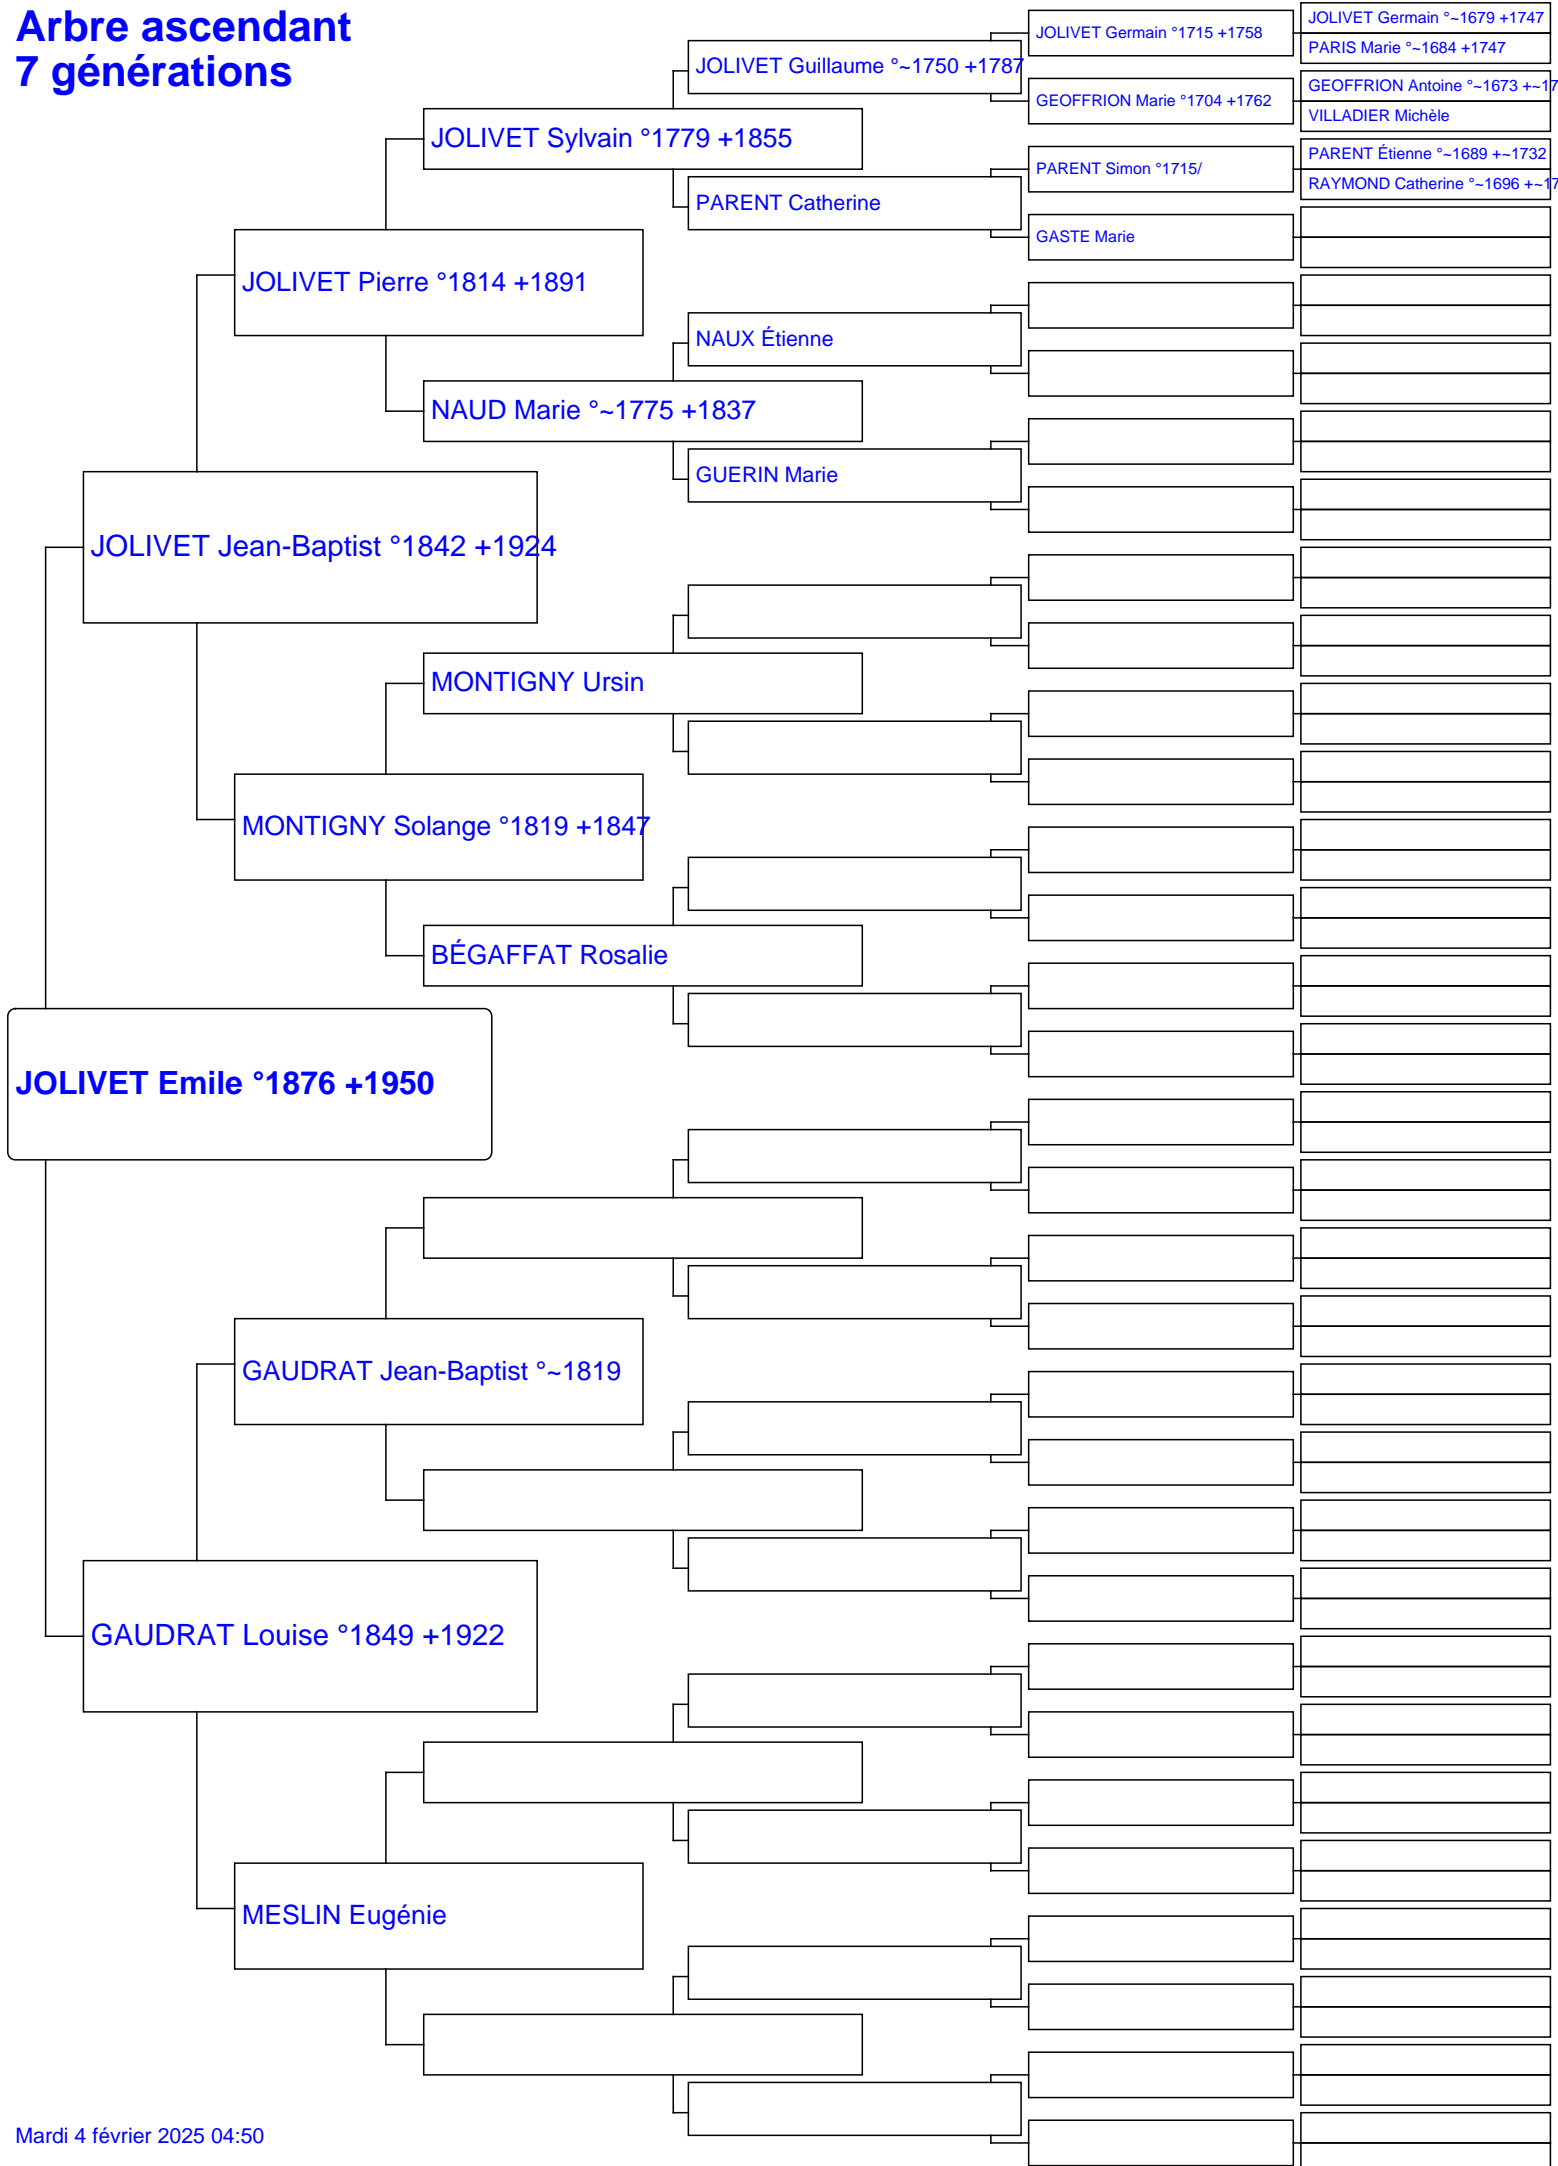 Arbre ascendant
7 générations
JOLIVET Germain °~1679 +1747
JOLIVET Germain °1715 +1758
PARIS Marie °~1684 +1747
JOLIVET Guillaume °~1750 +1787
GEOFFRION Antoine °~1673 +~17
GEOFFRION Marie °1704 +1762
VILLADIER Michèle
JOLIVET Sylvain °1779 +1855
PARENT Étienne °~1689 +~1732
PARENT Simon °1715/
RAYMOND Catherine °~1696 +~17
PARENT Catherine
GASTE Marie
JOLIVET Pierre °1814 +1891
NAUX Étienne
NAUD Marie °~1775 +1837
GUERIN Marie
JOLIVET Jean-Baptist °1842 +1924
MONTIGNY Ursin
MONTIGNY Solange °1819 +1847
BÉGAFFAT Rosalie
JOLIVET Emile °1876 +1950
GAUDRAT Jean-Baptist °~1819
GAUDRAT Louise °1849 +1922
MESLIN Eugénie
Mardi 4 février 2025 04:50